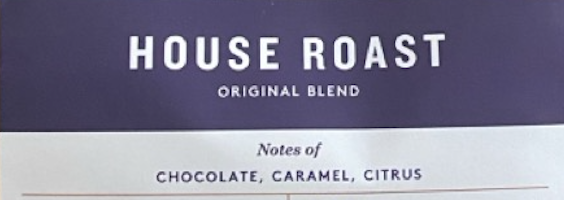 HOUSE ROAST
ORIGINAL BLEND
Notes of
CHOCOLATE, CARAMEL, CITRUS